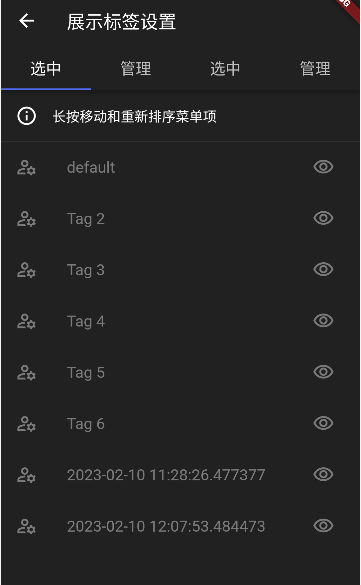 展示标签设置
选中 管理 选中 管理
长按移动和重新排序菜单项
default
Tag 2
Tag 3
Tag 4
Tag 5
Tag 6
2023-02-10 11:28:26.477377
2023-02-10 12:07:53.484473